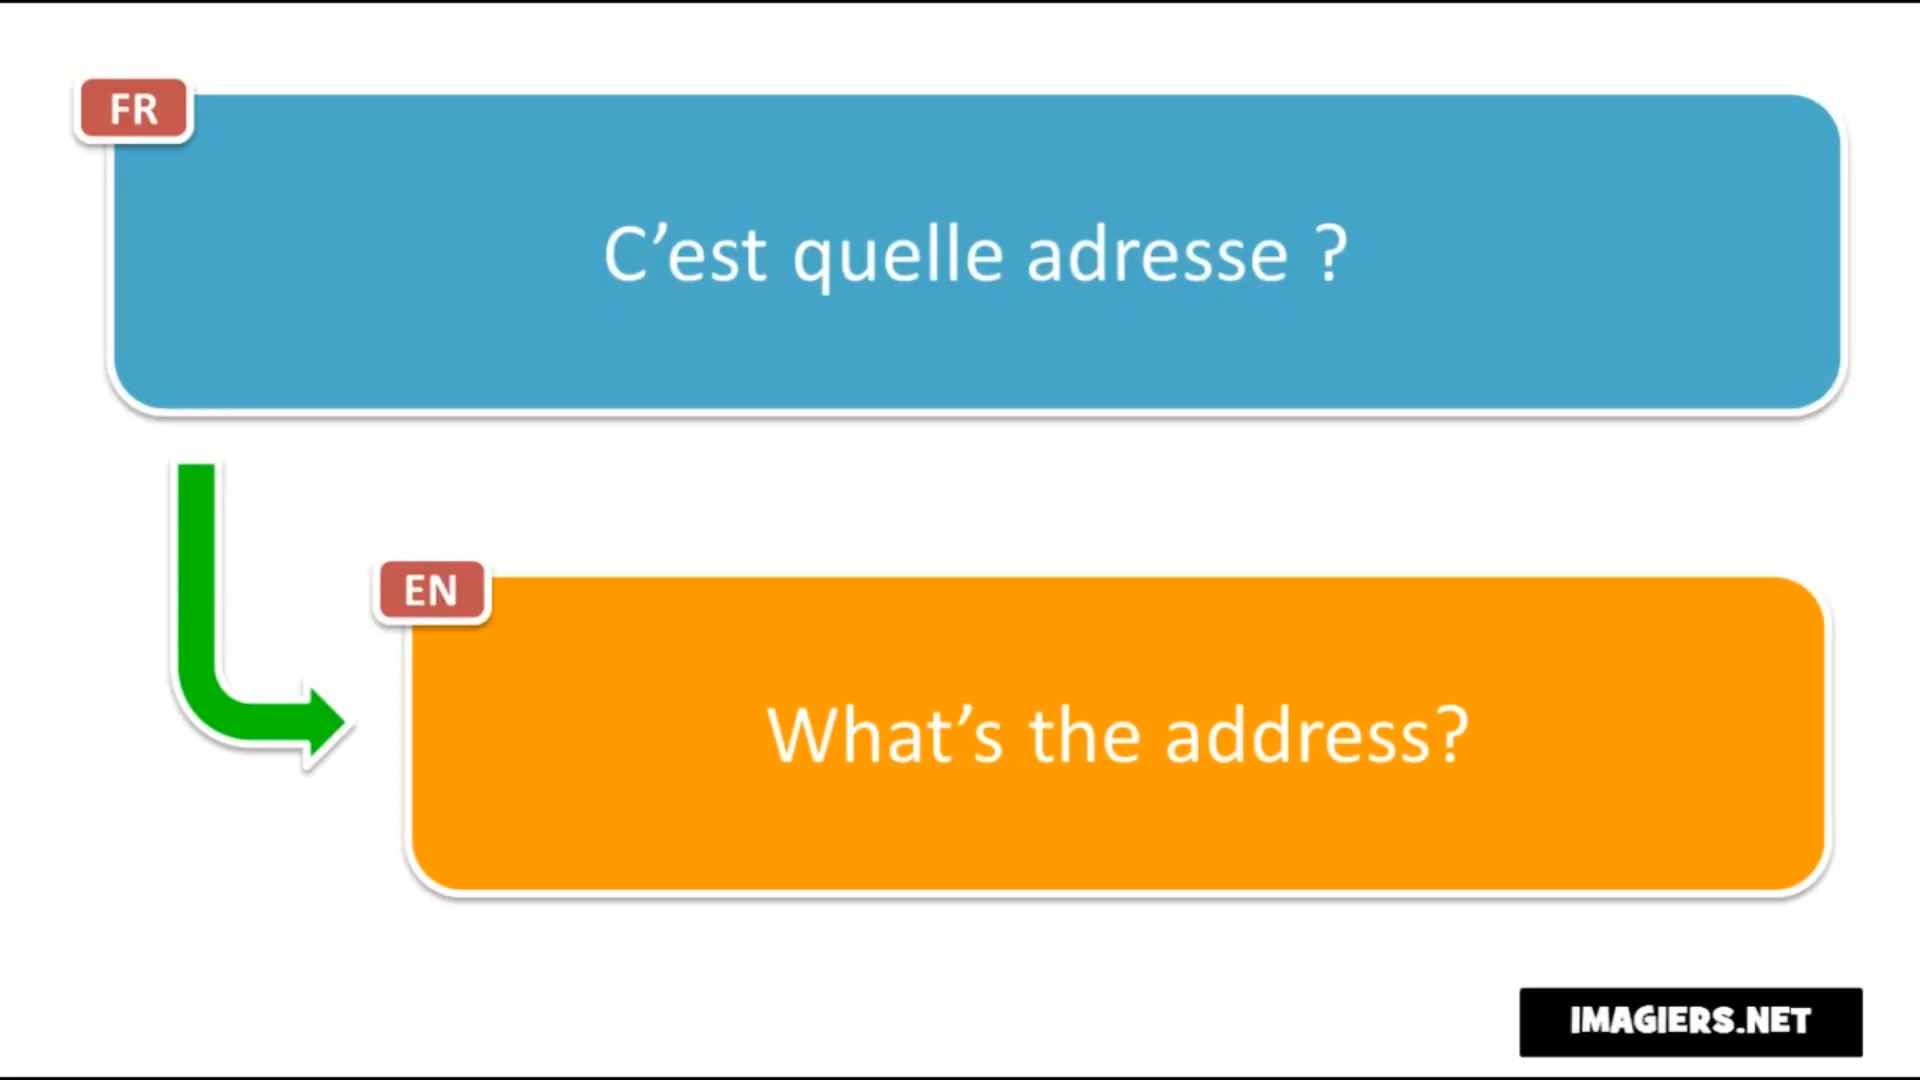 FR
C’est quelle adresse ?
EN
What’s the address?
IMAGIERS.NET